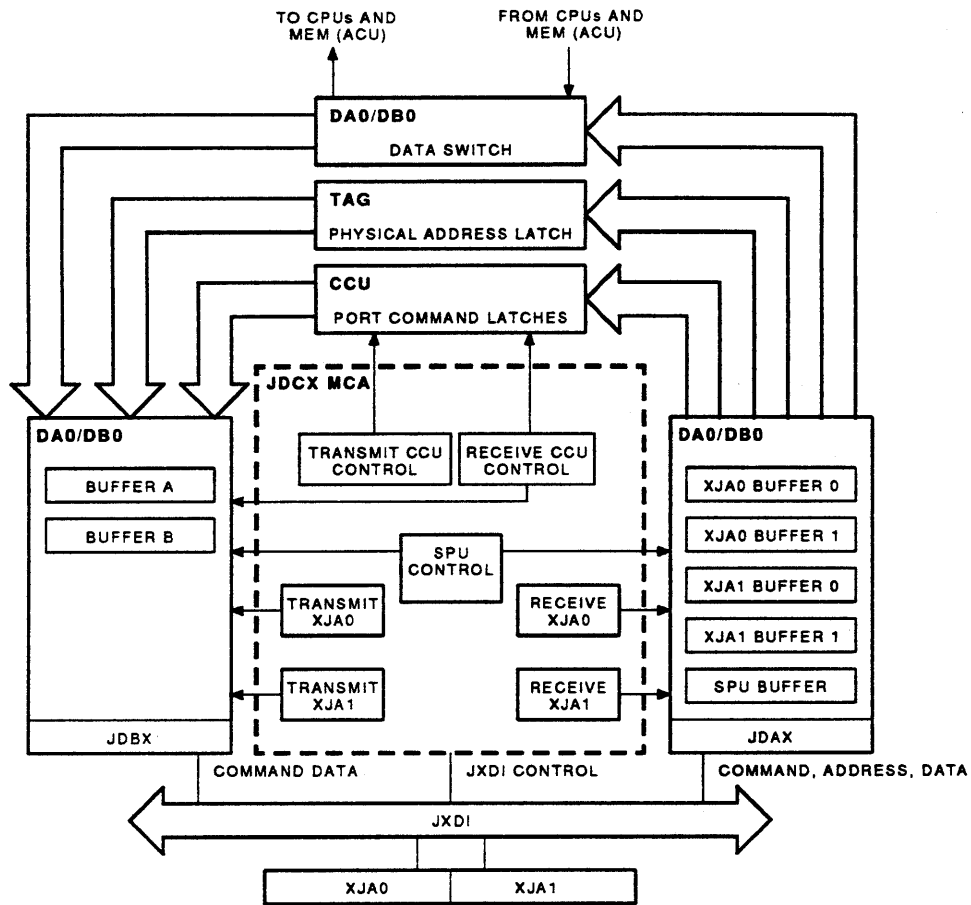 TO CPUs AND
MEM (ACU)
FROM CPUs AND
MEM (ACU)
DA0/DB0
DATA SWITCH
TAG
PHYSICAL ADDRESS LATCH
CCU
PORT COMMAND LATCHES
JDCX MCA
DA0/DB0
BUFFER A
BUFFER B
JDBX
TRANSMIT CCU
CONTROL
RECEIVE CCU
CONTROL
SPU
CONTROL
TRANSMIT
XJA0
RECEIVE
XJA0
TRANSMIT
XJA1
RECEIVE
XJA1
DA0/DB0
XJA0 BUFFER 0
XJA0 BUFFER 1
XJA1 BUFFER 0
XJA1 BUFFER 1
SPU BUFFER
JDAX
COMMAND DATA
JXDI CONTROL
COMMAND, ADDRESS, DATA
JXDI
XJA0
XJA1